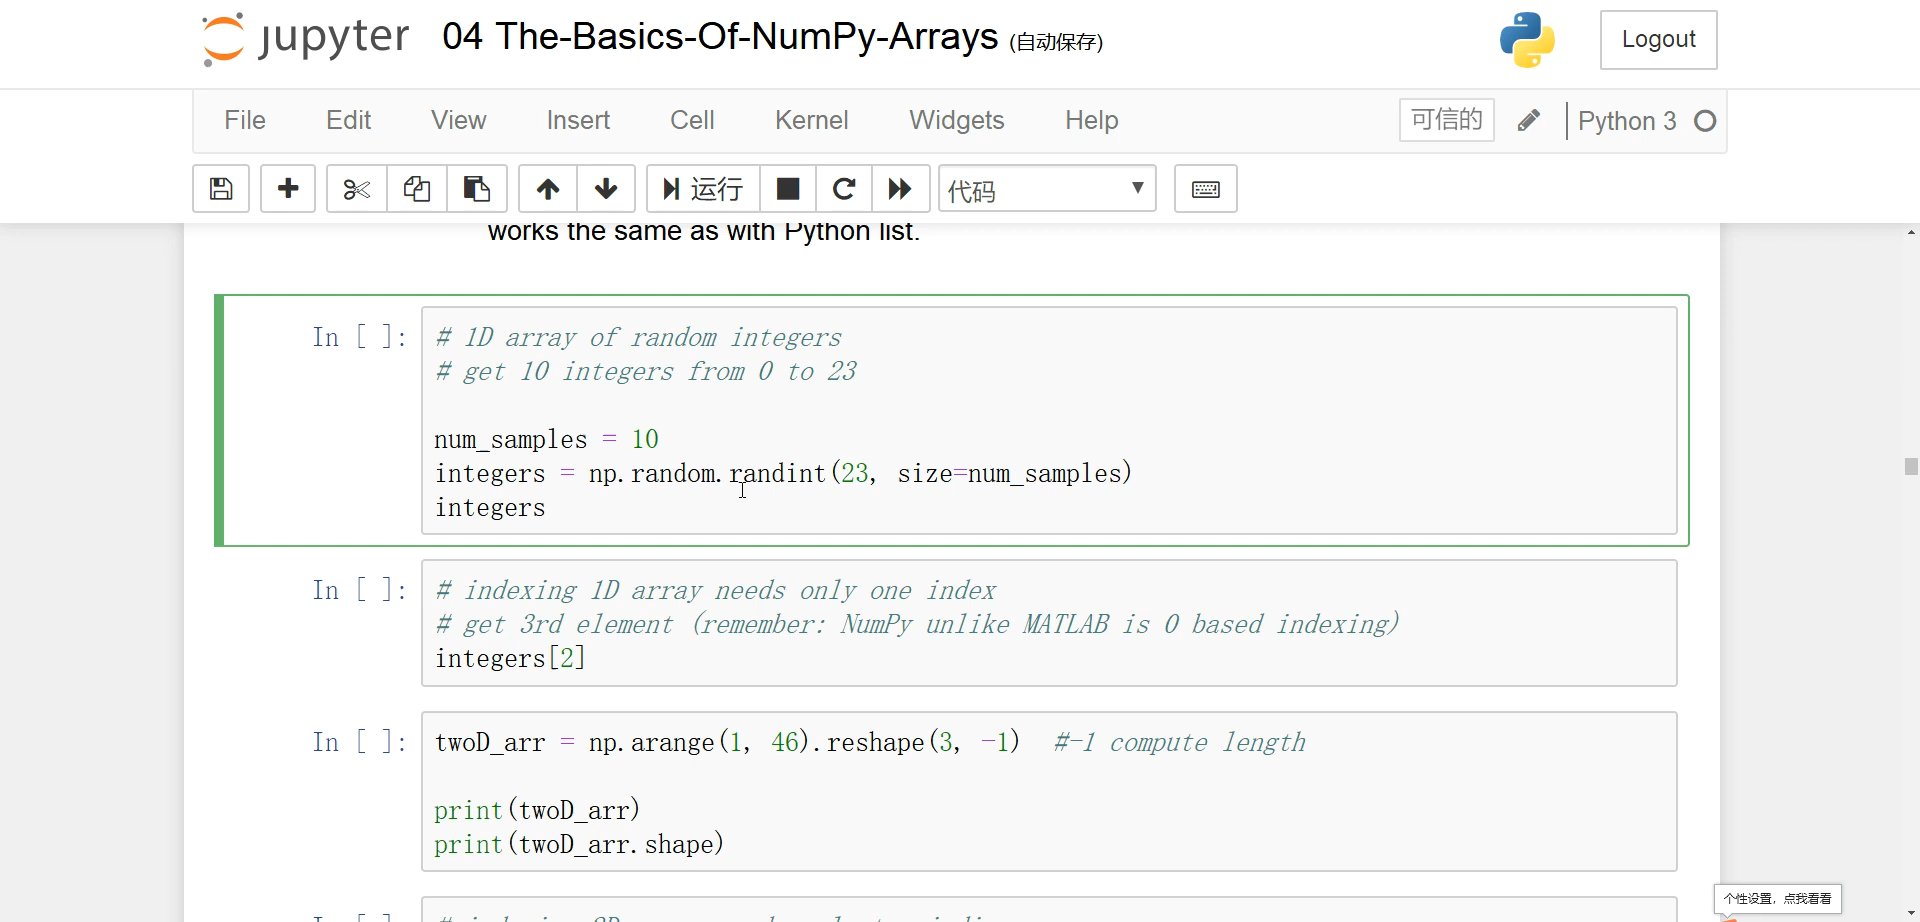 jupyter 04 The-Basics-Of-NumPy-Arrays (自动保存)
Logout
File Edit View Insert Cell Kernel Widgets Help 可信的 Python 3
运行 代码
works the same as with Python list.
In [ ]: # 1D array of random integers
# get 10 integers from 0 to 23
num_samples = 10
integers = np.random.randint(23, size=num_samples)
integers
In [ ]: # indexing 1D array needs only one index
# get 3rd element (remember: NumPy unlike MATLAB is 0 based indexing)
integers[2]
In [ ]: twoD_arr = np.arange(1, 46).reshape(3, -1)  #-1 compute length
print(twoD_arr)
print(twoD_arr.shape)
个性设置，点我看看